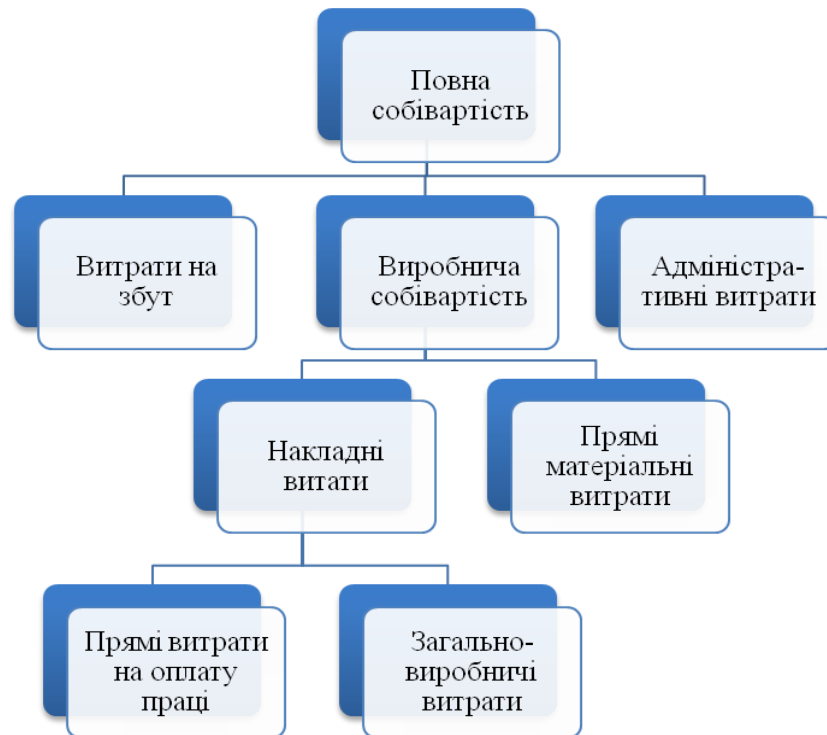 Повна
собівартість
Витрати на
збут
Виробнича
собівартість
Адміністра-
тивні витрати
Накладні
витати
Прямі
матеріальні
витрати
Прямі витрати
на оплату
праці
Загально-
виробничі
витрати